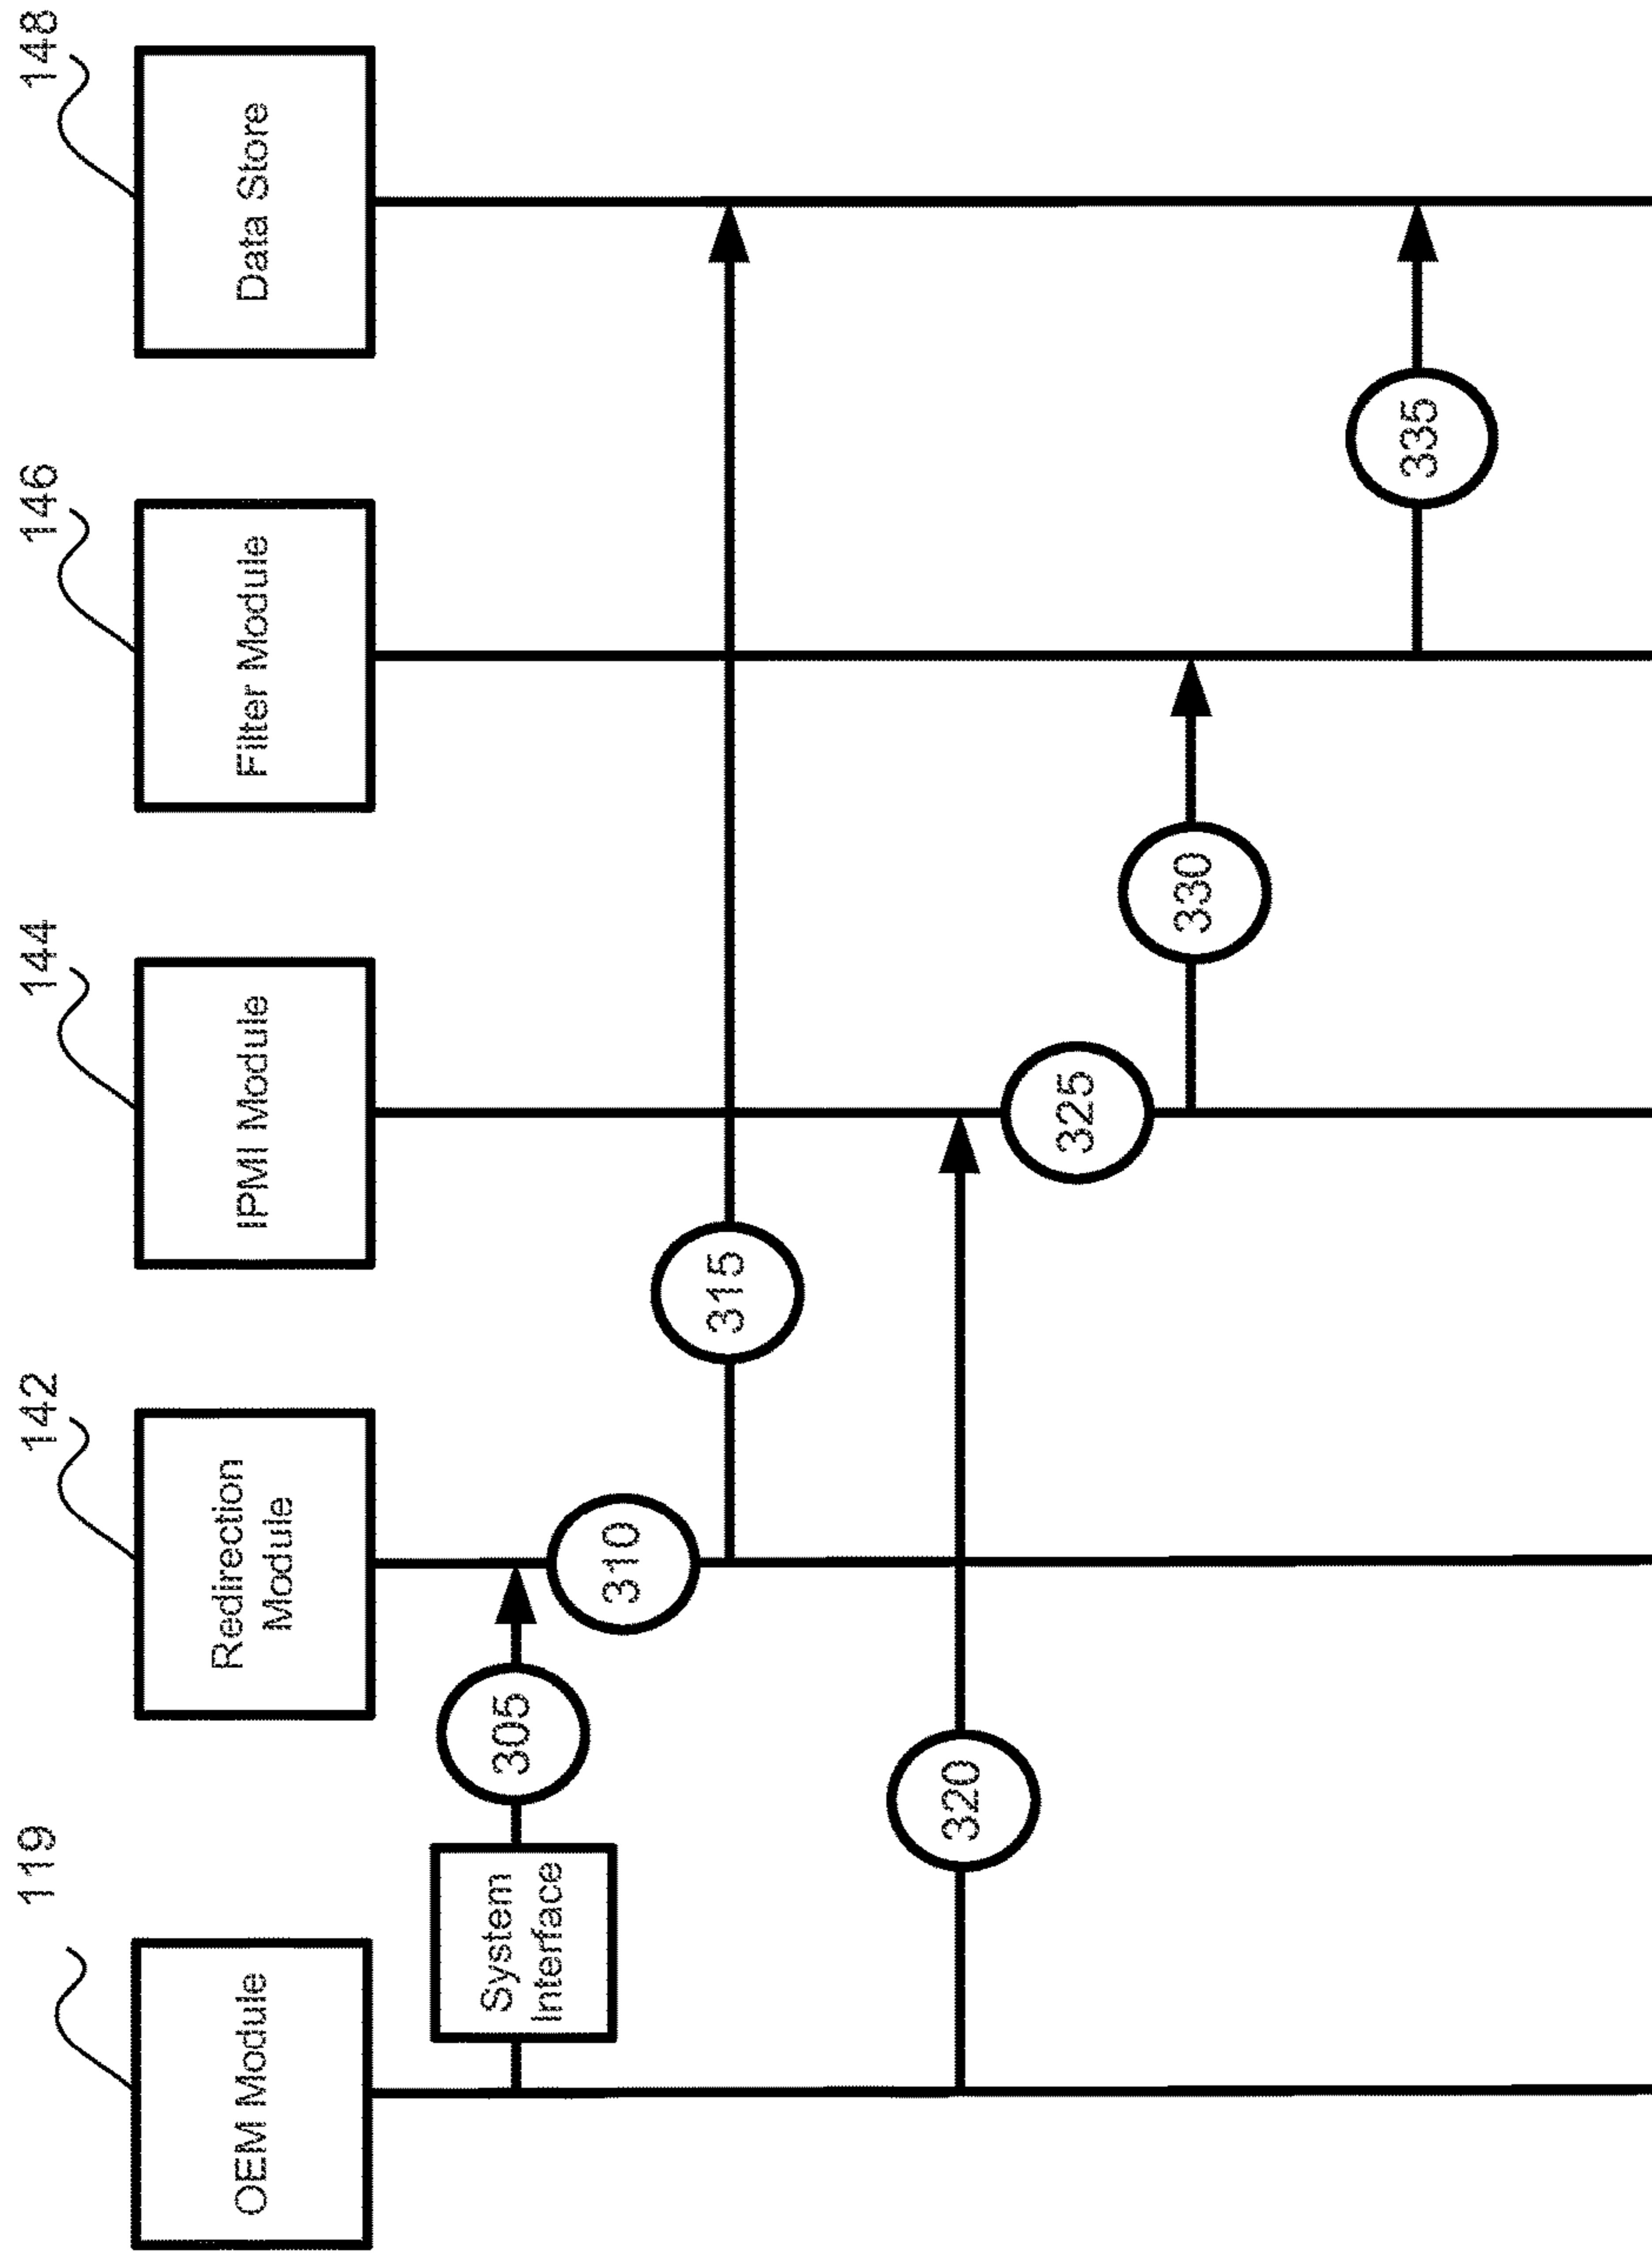 119
142
144
146
148
OEM Module
Redirection
Module
IPMI Module
Filter Module
Data Store
System
Interface
305
310
315
320
325
330
335